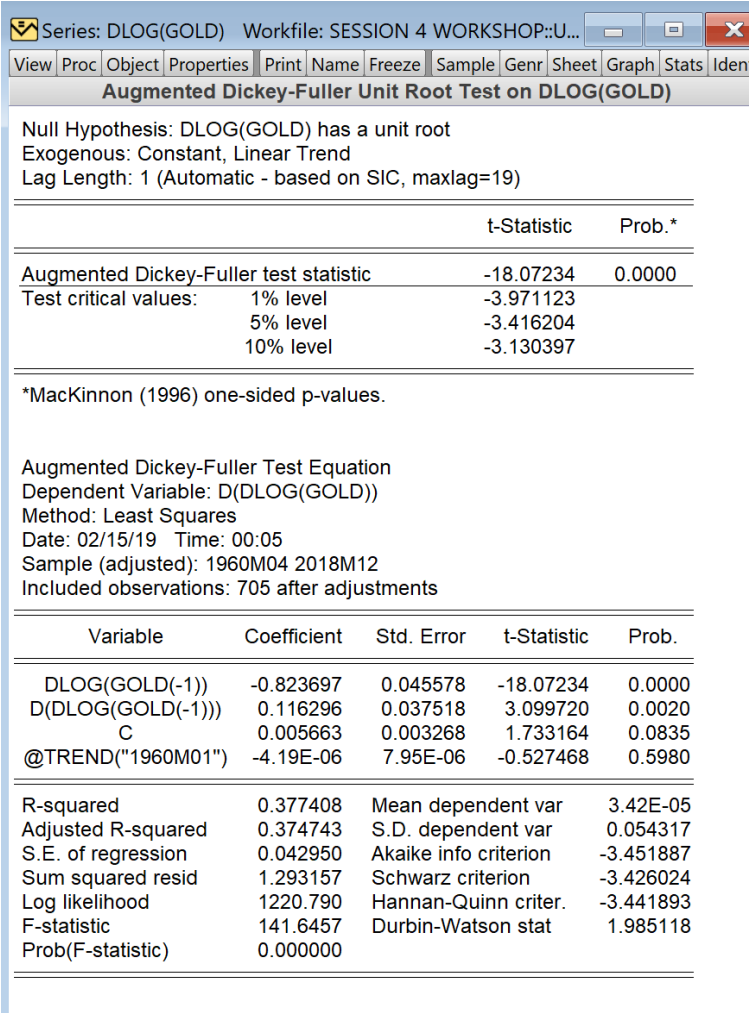 Series: DLOG(GOLD) Workfile: SESSION 4 WORKSHOP::U...
View Proc Object Properties Print Name Freeze Sample Genr Sheet Graph Stats Iden
Augmented Dickey-Fuller Unit Root Test on DLOG(GOLD)
Null Hypothesis: DLOG(GOLD) has a unit root
Exogenous: Constant, Linear Trend
Lag Length: 1 (Automatic - based on SIC, maxlag=19)
t-Statistic Prob.*
Augmented Dickey-Fuller test statistic -18.07234 0.0000
Test critical values: 1% level -3.971123
5% level -3.416204
10% level -3.130397
*MacKinnon (1996) one-sided p-values.
Augmented Dickey-Fuller Test Equation
Dependent Variable: D(DLOG(GOLD))
Method: Least Squares
Date: 02/15/19 Time: 00:05
Sample (adjusted): 1960M04 2018M12
Included observations: 705 after adjustments
Variable Coefficient Std. Error t-Statistic Prob.
DLOG(GOLD(-1)) -0.823697 0.045578 -18.07234 0.0000
D(DLOG(GOLD(-1))) 0.116296 0.037518 3.099720 0.0020
C 0.005663 0.003268 1.733164 0.0835
@TREND("1960M01") -4.19E-06 7.95E-06 -0.527468 0.5980
R-squared 0.377408 Mean dependent var 3.42E-05
Adjusted R-squared 0.374743 S.D. dependent var 0.054317
S.E. of regression 0.042950 Akaike info criterion -3.451887
Sum squared resid 1.293157 Schwarz criterion -3.426024
Log likelihood 1220.790 Hannan-Quinn criter. -3.441893
F-statistic 141.6457 Durbin-Watson stat 1.985118
Prob(F-statistic) 0.000000